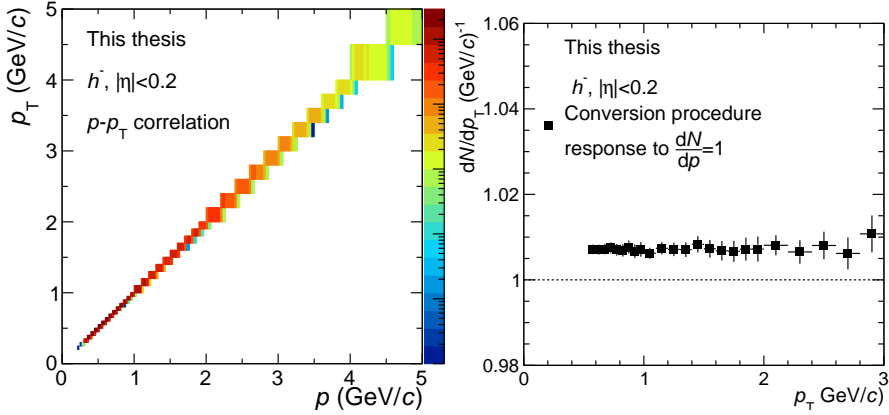 This thesis
h⁻, |η|<0.2
p-p_T correlation
p_T (GeV/c)
5
4
3
2
1
0
0 1 2 3 4 5
p (GeV/c)
This thesis
h⁻, |η|<0.2
Conversion procedure
response to dN/dp=1
dN/dp_T (GeV/c)⁻¹
1.06
1.04
1.02
1
0.98
1 2 3
p_T GeV/c)